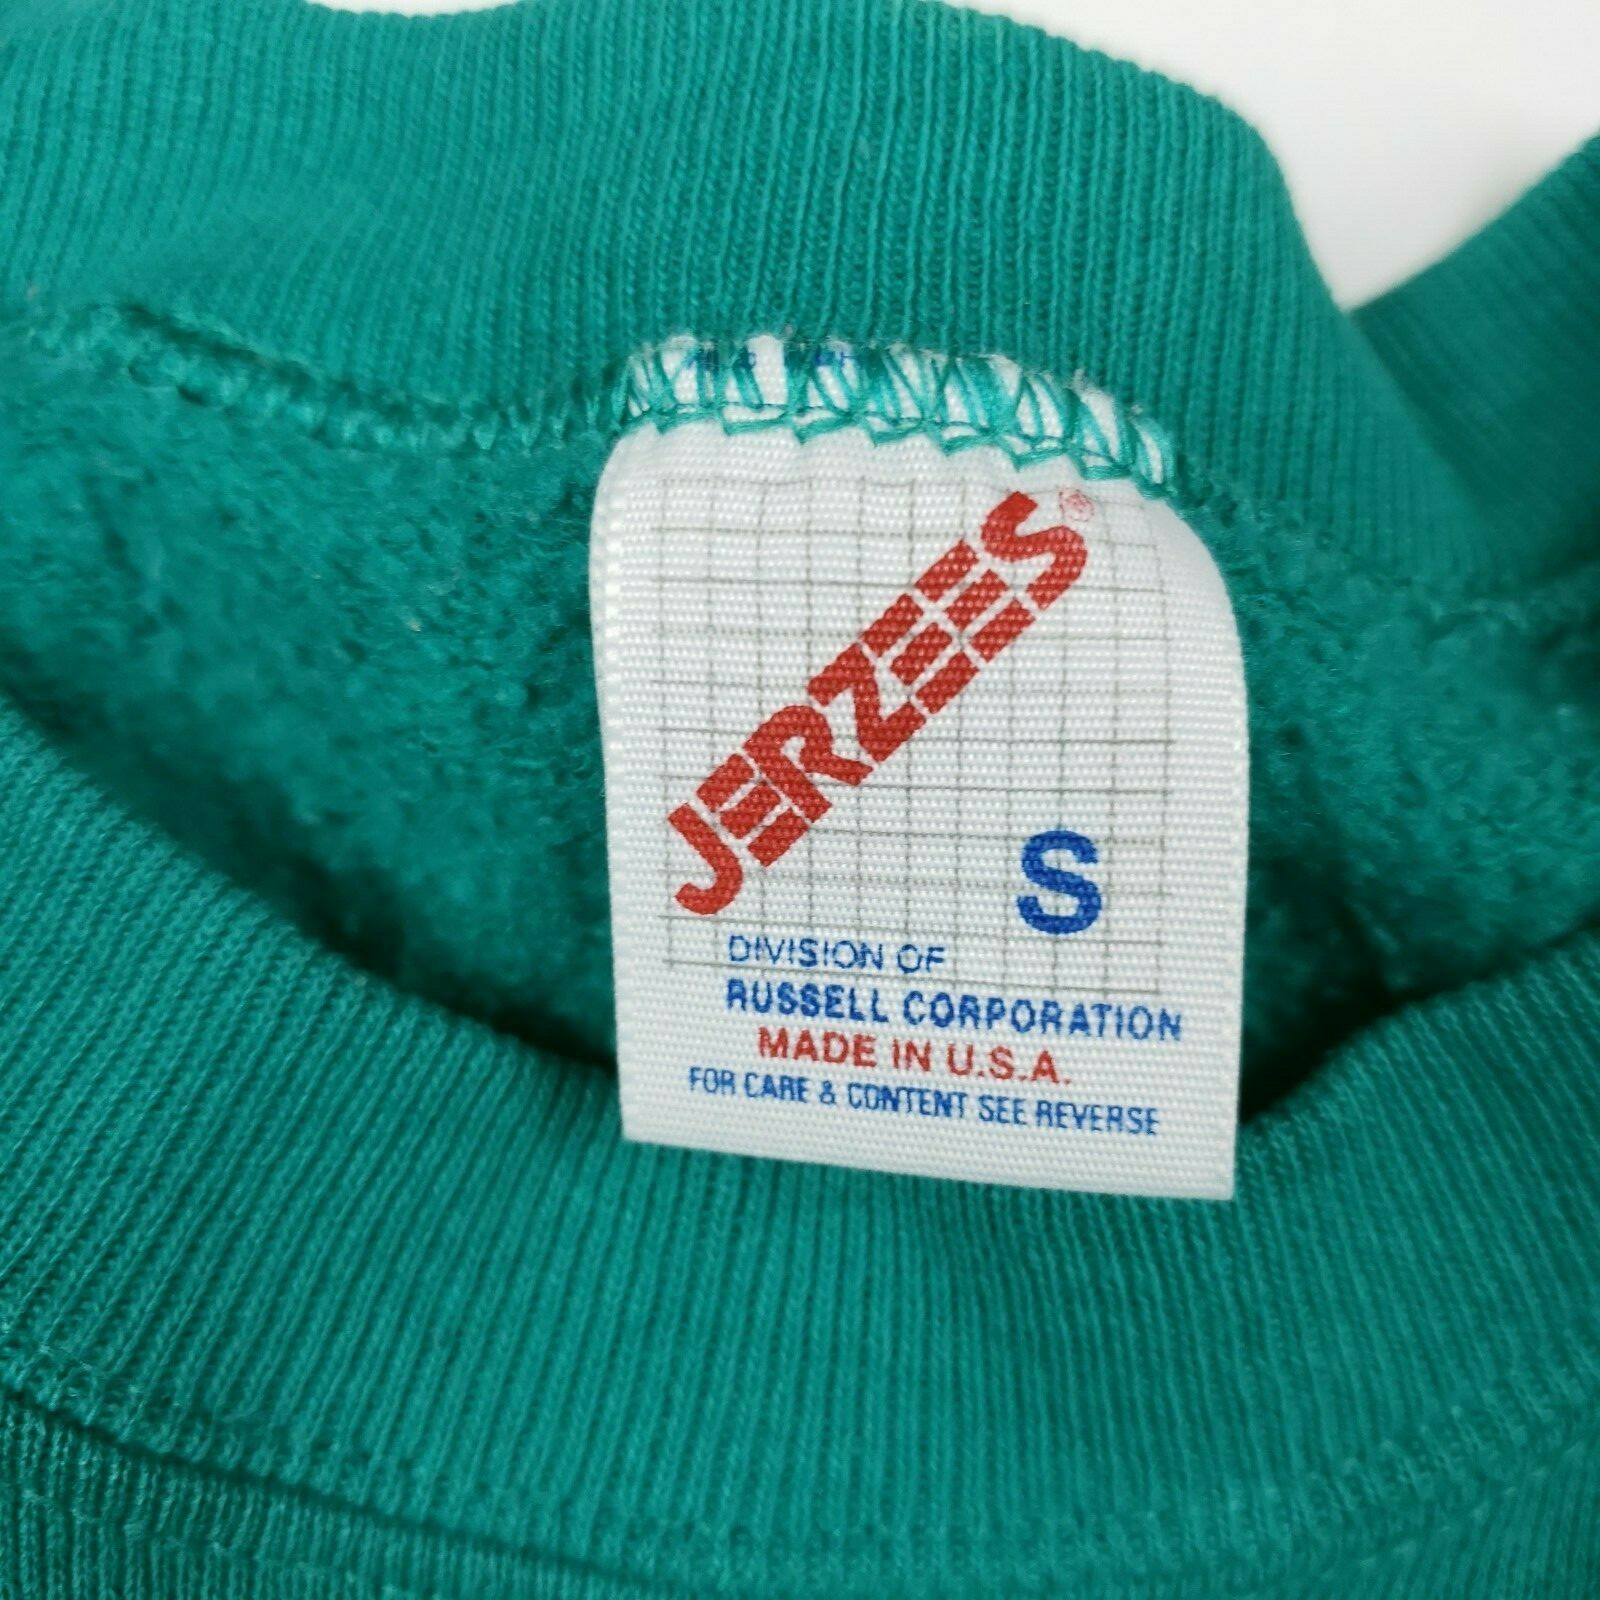 JERZEES®
S
DIVISION OF
RUSSELL CORPORATION
MADE IN U.S.A.
FOR CARE & CONTENT SEE REVERSE